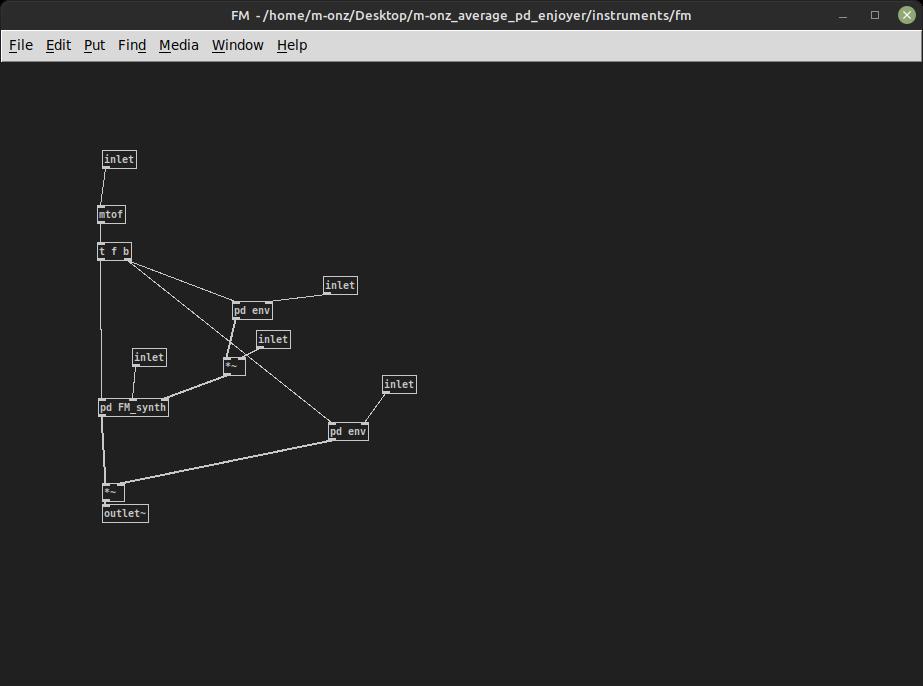 FM - /home/m-onz/Desktop/m-onz_average_pd_enjoyer/instruments/fm
File Edit Put Find Media Window Help
inlet
mtof
t f b
inlet
pd env
inlet
inlet
*~
inlet
pd FM_synth
pd env
*~
outlet~